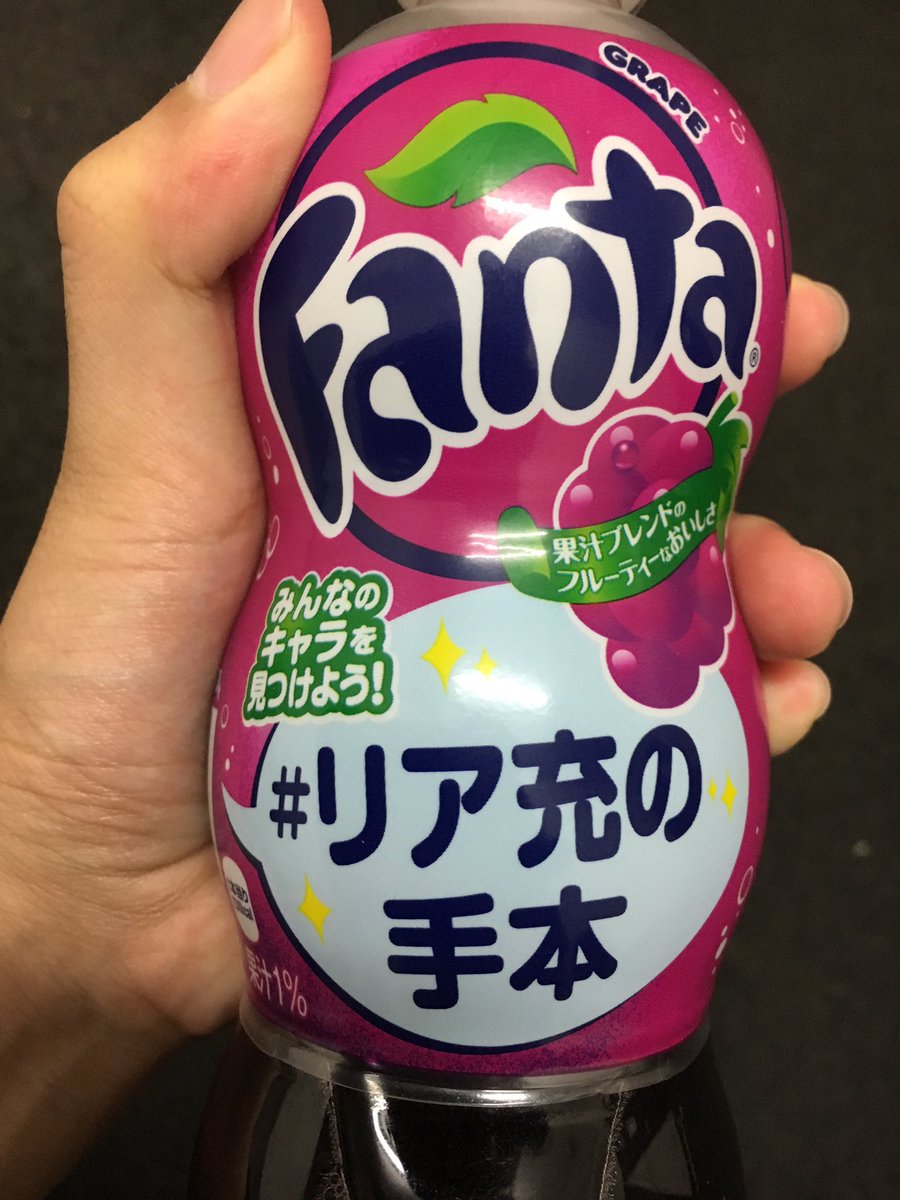 GRAPE
Fanta®
果汁ブレンドの
フルーティーなおいしさ
みんなの
キャラを
見つけよう!
#リア充の
手本
果汁1%